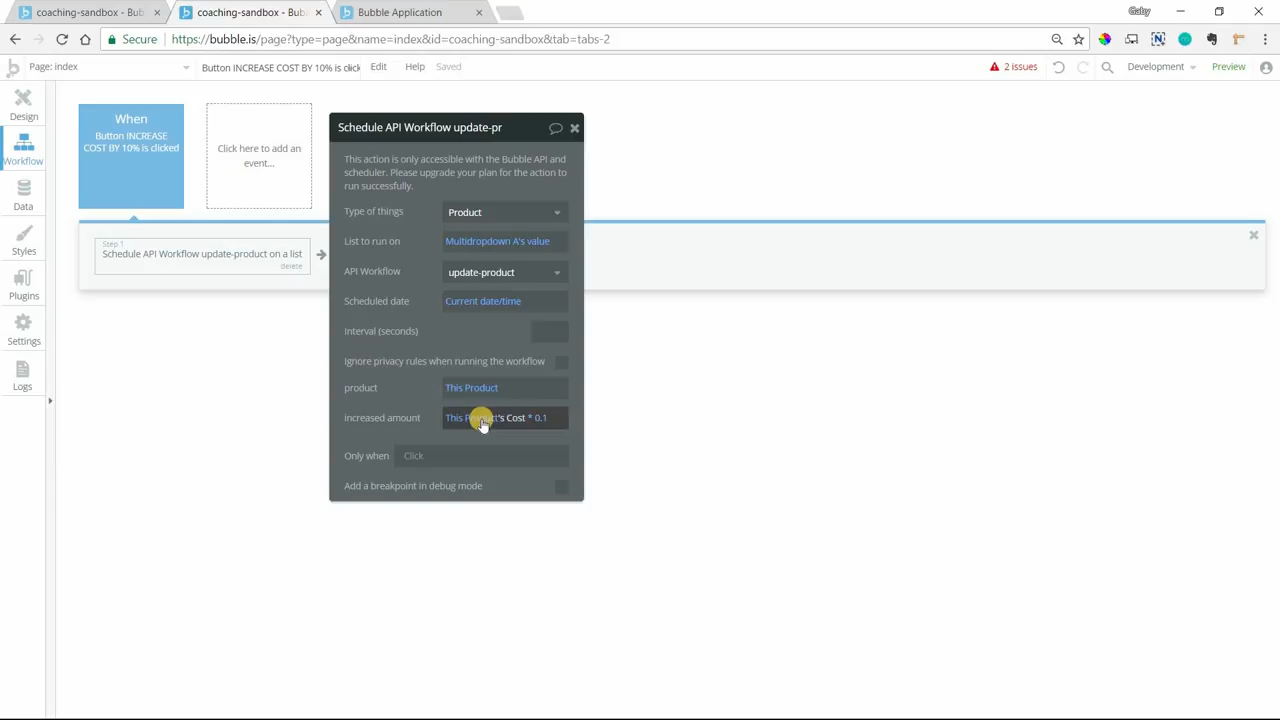 coaching-sandbox - Bub
coaching-sandbox - Bub
Bubble Application
Gaby
Secure
https://bubble.is/page?type=page&name=index&id=coaching-sandbox&tab=tabs-2
Page: index
Button INCREASE COST BY 10% is click
Edit
Help
Saved
2 issues
Development
Preview
Design
Workflow
Data
Styles
Plugins
Settings
Logs
When
Button INCREASE
COST BY 10% is clicked
Click here to add an
event...
Step 1
Schedule API Workflow update-product on a list
delete
Schedule API Workflow update-pr
This action is only accessible with the Bubble API and
scheduler. Please upgrade your plan for the action to
run successfully.
Type of things
Product
List to run on
Multidropdown A's value
API Workflow
update-product
Scheduled date
Current date/time
Interval (seconds)
Ignore privacy rules when running the workflow
product
This Product
increased amount
This Product's Cost * 0.1
Only when
Click
Add a breakpoint in debug mode